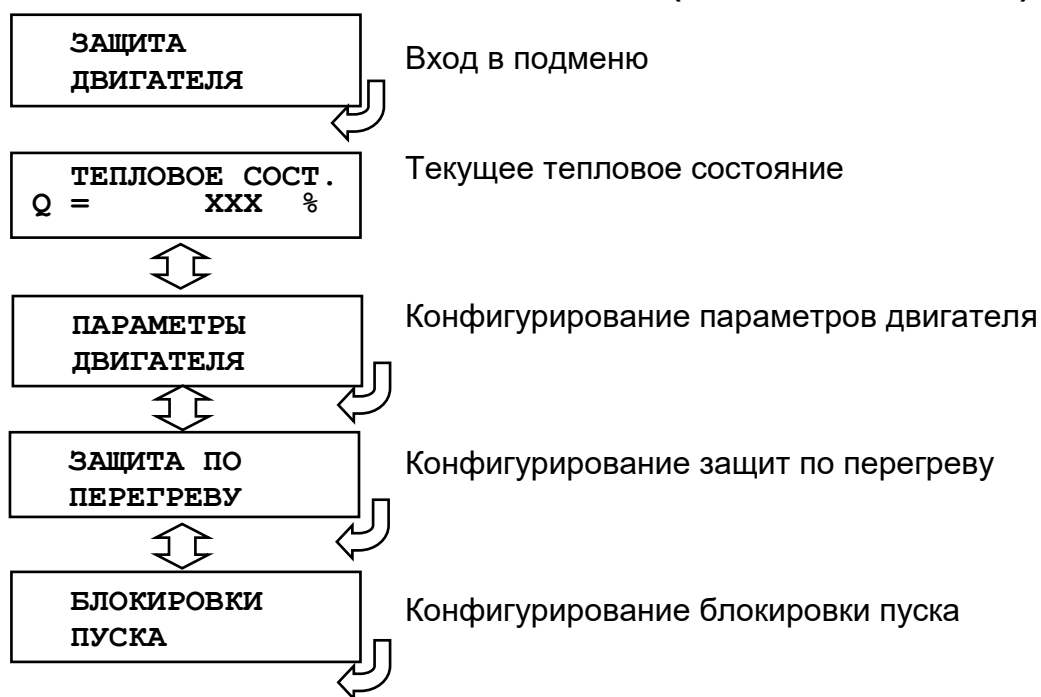 ЗАЩИТА
ДВИГАТЕЛЯ
Вход в подменю
ТЕПЛОВОЕ СОСТ.
Q = XXX %
Текущее тепловое состояние
ПАРАМЕТРЫ
ДВИГАТЕЛЯ
Конфигурирование параметров двигателя
ЗАЩИТА ПО
ПЕРЕГРЕВУ
Конфигурирование защит по перегреву
БЛОКИРОВКИ
ПУСКА
Конфигурирование блокировки пуска